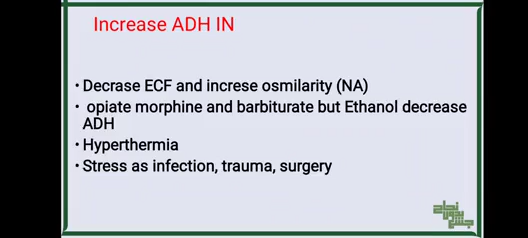 Increase ADH IN
• Decrase ECF and increse osmilarity (NA)
• opiate morphine and barbiturate but Ethanol decrease
ADH
• Hyperthermia
• Stress as infection, trauma, surgery